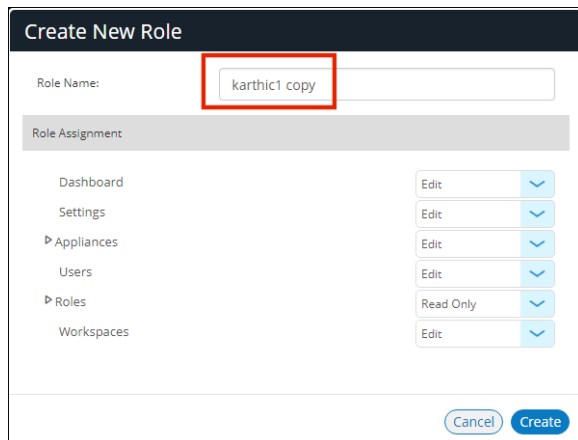 Create New Role
Role Name: karthic1 copy
Role Assignment
Dashboard Edit
Settings Edit
Appliances Edit
Users Edit
Roles Read Only
Workspaces Edit
Cancel Create